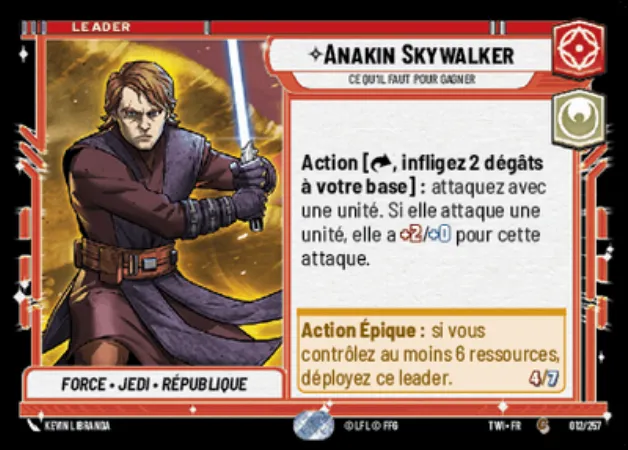 LEADER
ANAKIN SKYWALKER
CE QU'IL FAUT POUR GAGNER
Action [, infligez 2 dégâts
à votre base] : attaquez avec
une unité. Si elle attaque une
unité, elle a +2/+0 pour cette
attaque.
Action Épique : si vous
contrôlez au moins 6 ressources,
déployez ce leader. 4/7
FORCE • JEDI • RÉPUBLIQUE
KEVIN LIBRANDA
© LFL © FFG
TWI • FR
C
012/257